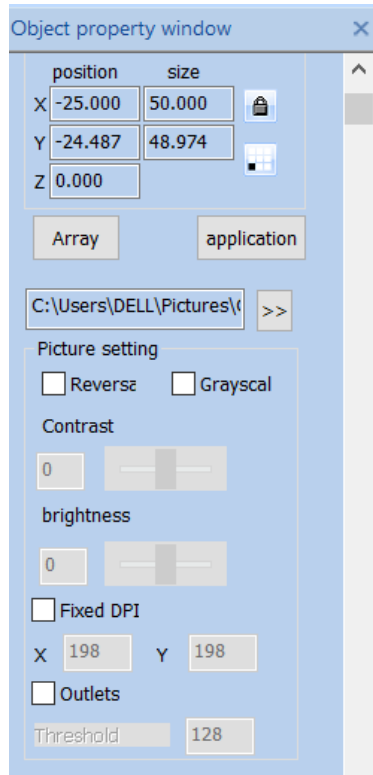 Object property window
position size
X -25.000 50.000
Y -24.487 48.974
Z 0.000
Array application
C:\Users\DELL\Pictures\ >>
Picture setting
Reversa Grayscal
Contrast
0
brightness
0
Fixed DPI
X 198 Y 198
Outlets
Threshold 128